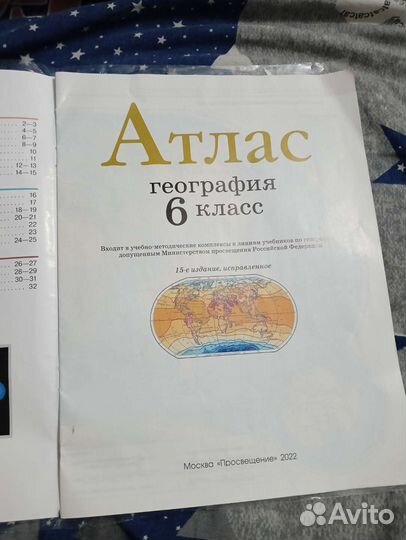 2—3
4—5
6—7
8—9
10
11
12—13
14—15
16
17
18—19
20—21
22
23
24—25
26—27
28—29
30—31
32
Атлас
география
6 класс
Входит в учебно-методические комплексы к линиям учебников по
допущенным Министерством просвещения Российской Федерации
15-е издание, исправленное
Москва «Просвещение» 2022
Avito